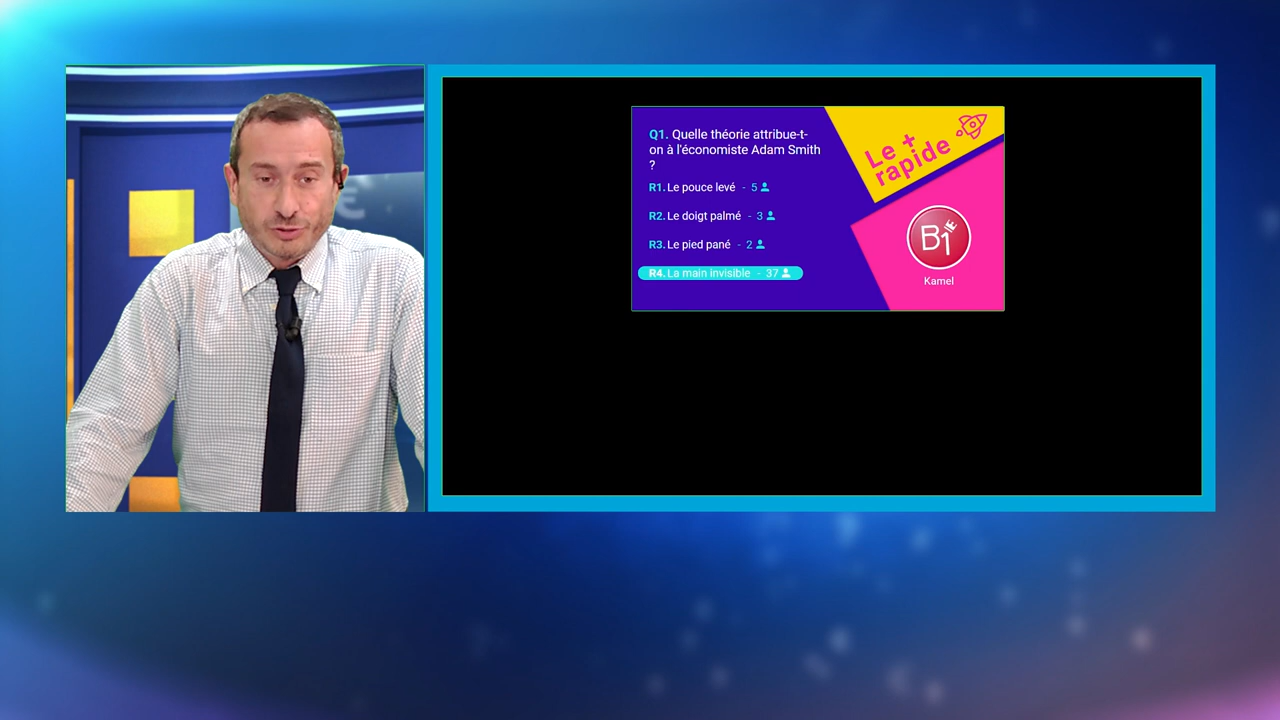 Q1. Quelle théorie attribue-t-
on à l'économiste Adam Smith
?
R1. Le pouce levé - 5
R2. Le doigt palmé - 3
R3. Le pied pané - 2
R4. La main invisible - 37
Le +
rapide
B1E
Kamel
€